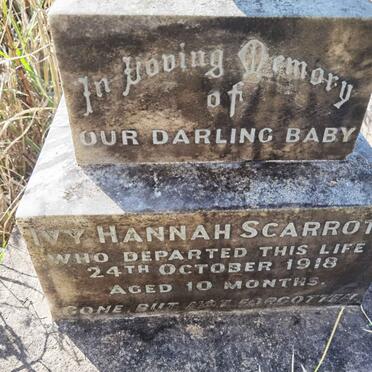 In Loving Memory
of
OUR DARLING BABY
IVY HANNAH SCARROT
WHO DEPARTED THIS LIFE
24TH OCTOBER 1918
AGED 10 MONTHS.
GONE BUT NOT FORGOTTEN